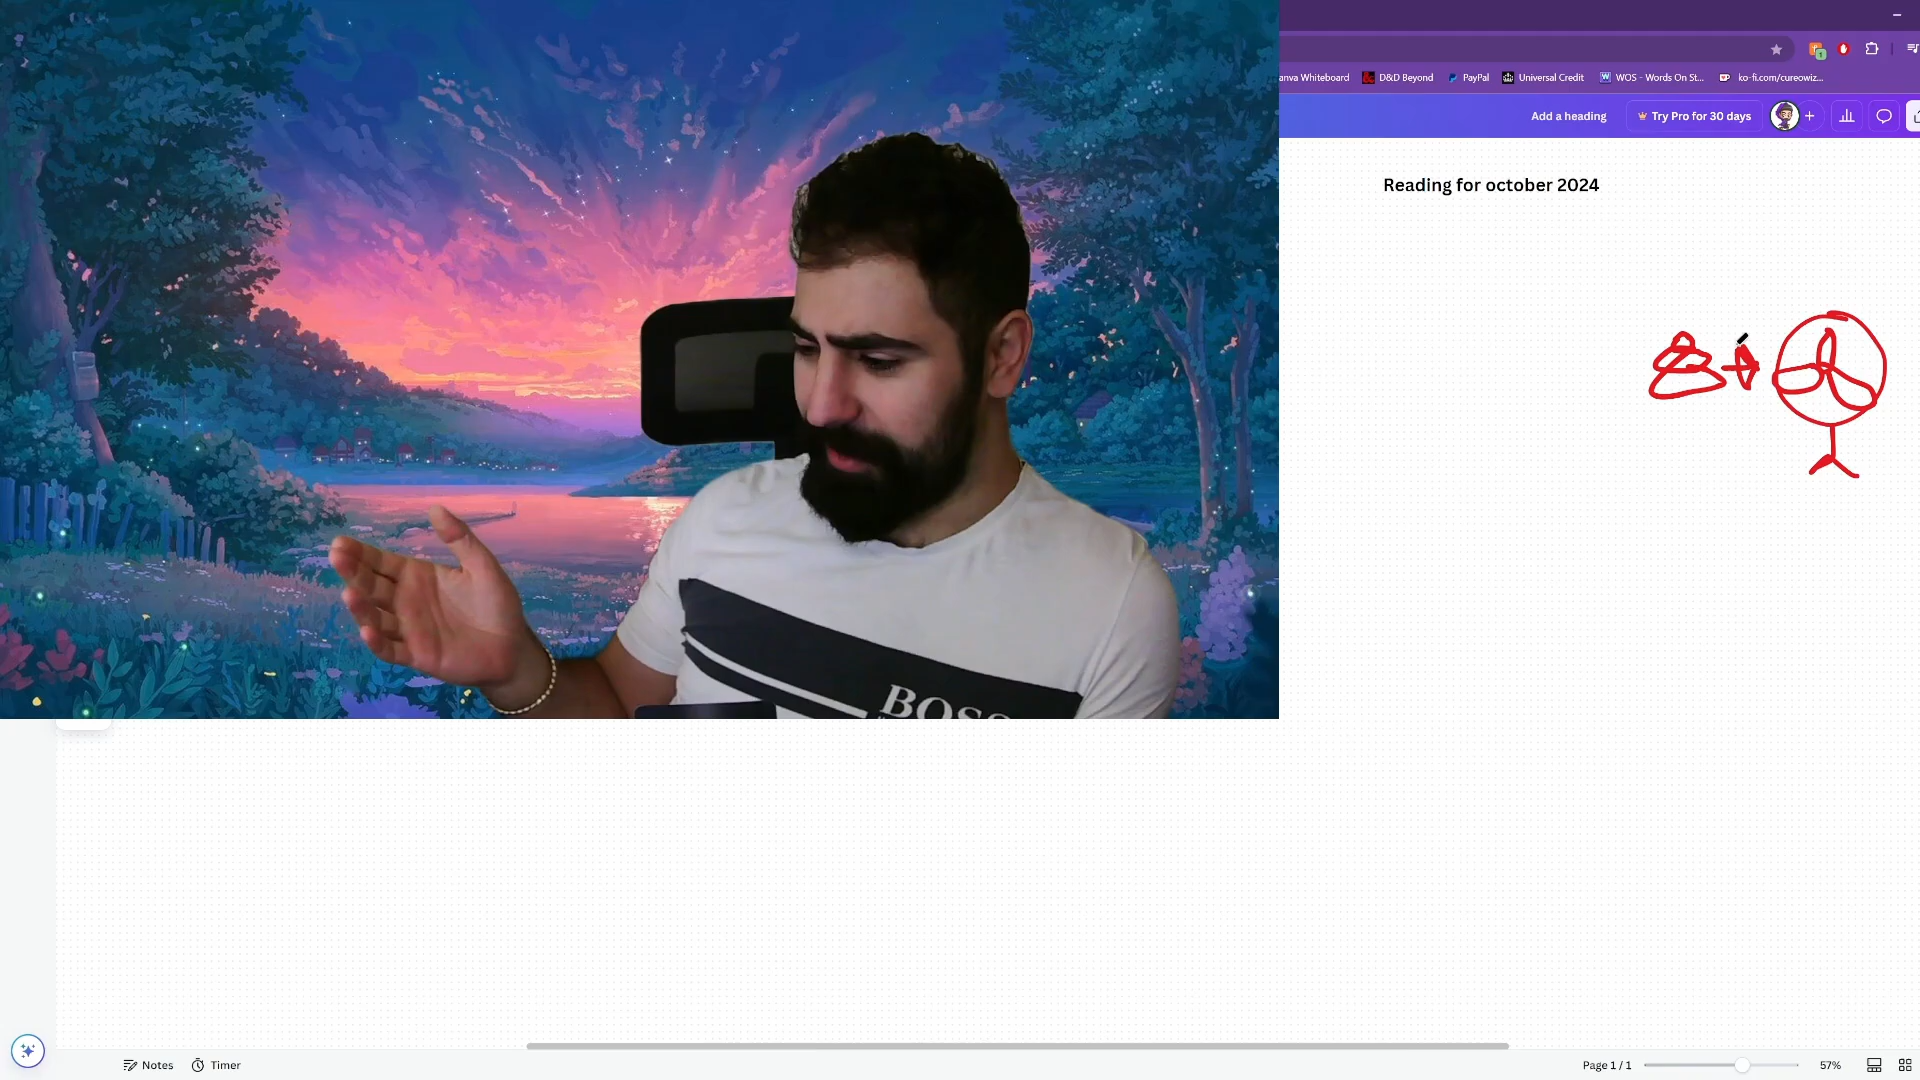 anva Whiteboard D&D Beyond PayPal Universal Credit WOS - Words On St... ko-fi.com/cureowiz...
Add a heading Try Pro for 30 days
Reading for october 2024
BOSS
Notes Timer Page 1 / 1 57%